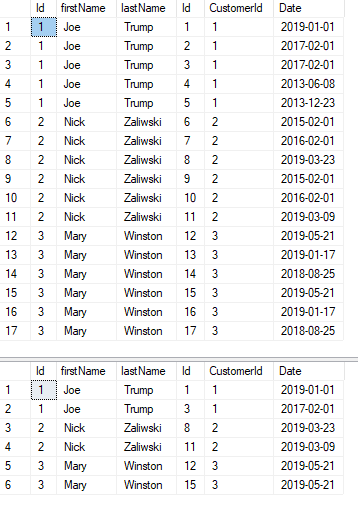 Id firstName lastName Id CustomerId Date
1 1 Joe Trump 1 1 2019-01-01
2 1 Joe Trump 2 1 2017-02-01
3 1 Joe Trump 3 1 2017-02-01
4 1 Joe Trump 4 1 2013-06-08
5 1 Joe Trump 5 1 2013-12-23
6 2 Nick Zaliwski 6 2 2015-02-01
7 2 Nick Zaliwski 7 2 2016-02-01
8 2 Nick Zaliwski 8 2 2019-03-23
9 2 Nick Zaliwski 9 2 2015-02-01
10 2 Nick Zaliwski 10 2 2016-02-01
11 2 Nick Zaliwski 11 2 2019-03-09
12 3 Mary Winston 12 3 2019-05-21
13 3 Mary Winston 13 3 2019-01-17
14 3 Mary Winston 14 3 2018-08-25
15 3 Mary Winston 15 3 2019-05-21
16 3 Mary Winston 16 3 2019-01-17
17 3 Mary Winston 17 3 2018-08-25
Id firstName lastName Id CustomerId Date
1 1 Joe Trump 1 1 2019-01-01
2 1 Joe Trump 3 1 2017-02-01
3 2 Nick Zaliwski 8 2 2019-03-23
4 2 Nick Zaliwski 11 2 2019-03-09
5 3 Mary Winston 12 3 2019-05-21
6 3 Mary Winston 15 3 2019-05-21